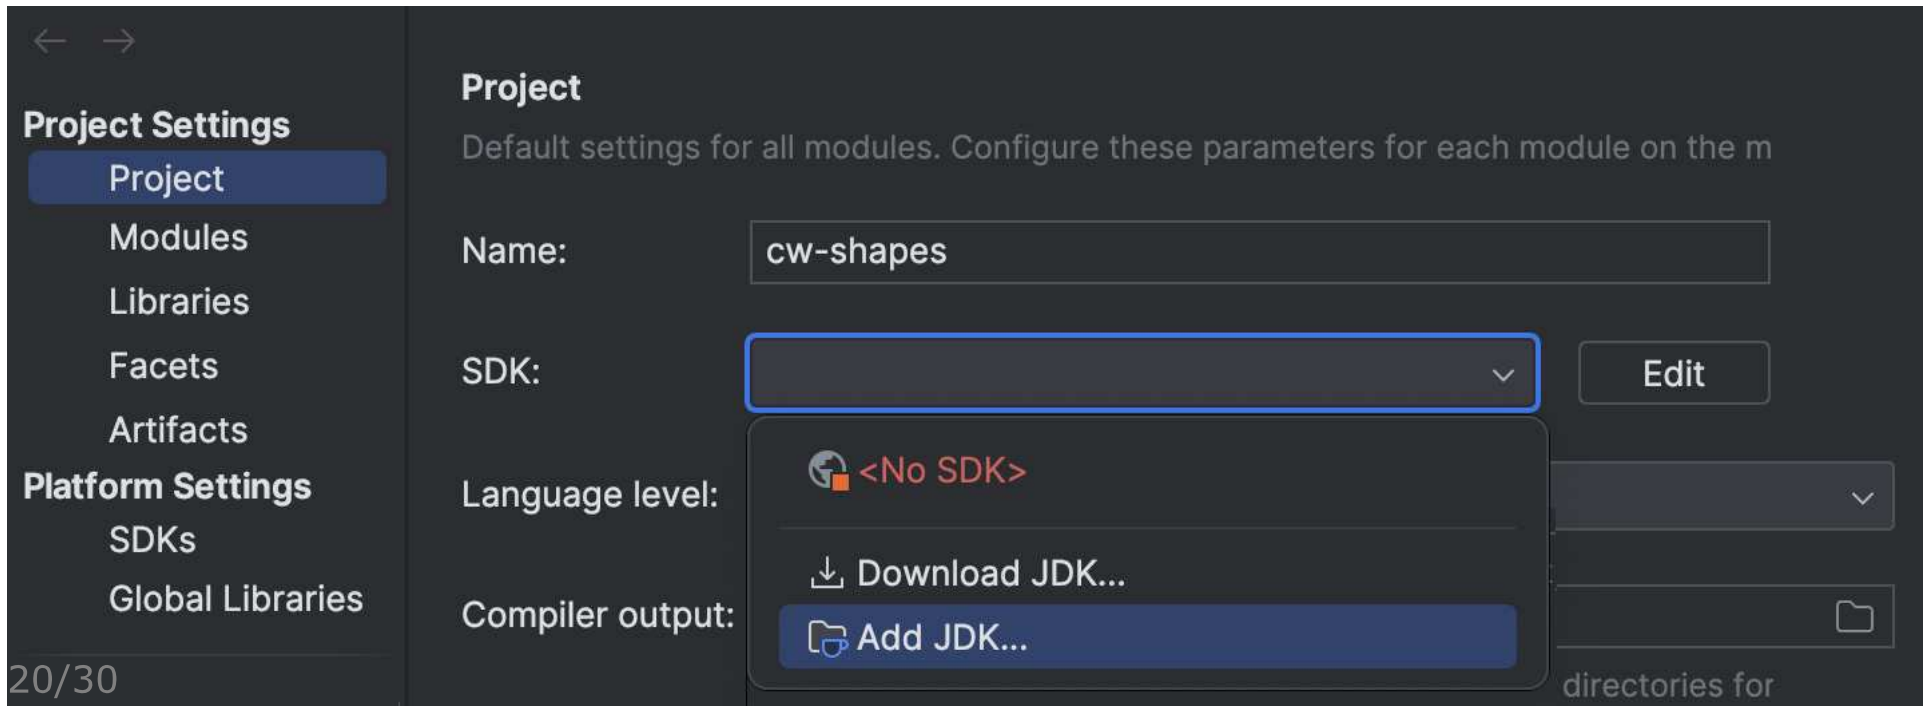 Project Settings
Project
Modules
Libraries
Facets
Artifacts
Platform Settings
SDKs
Global Libraries
20/30
Project
Default settings for all modules. Configure these parameters for each module on the m
Name: cw-shapes
SDK: Edit
<No SDK>
Language level:
Download JDK...
Compiler output:
Add JDK...
directories for